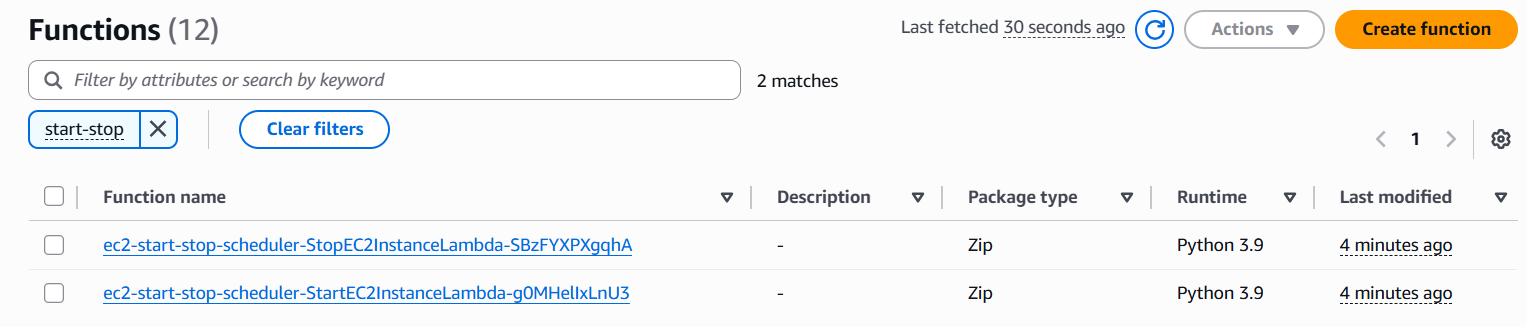 Functions (12)
Last fetched 30 seconds ago
Actions
Create function
Filter by attributes or search by keyword
2 matches
start-stop
Clear filters
1
Function name Description Package type Runtime Last modified
ec2-start-stop-scheduler-StopEC2InstanceLambda-SBzFYXPXgqhA - Zip Python 3.9 4 minutes ago
ec2-start-stop-scheduler-StartEC2InstanceLambda-g0MHelIxLnU3 - Zip Python 3.9 4 minutes ago